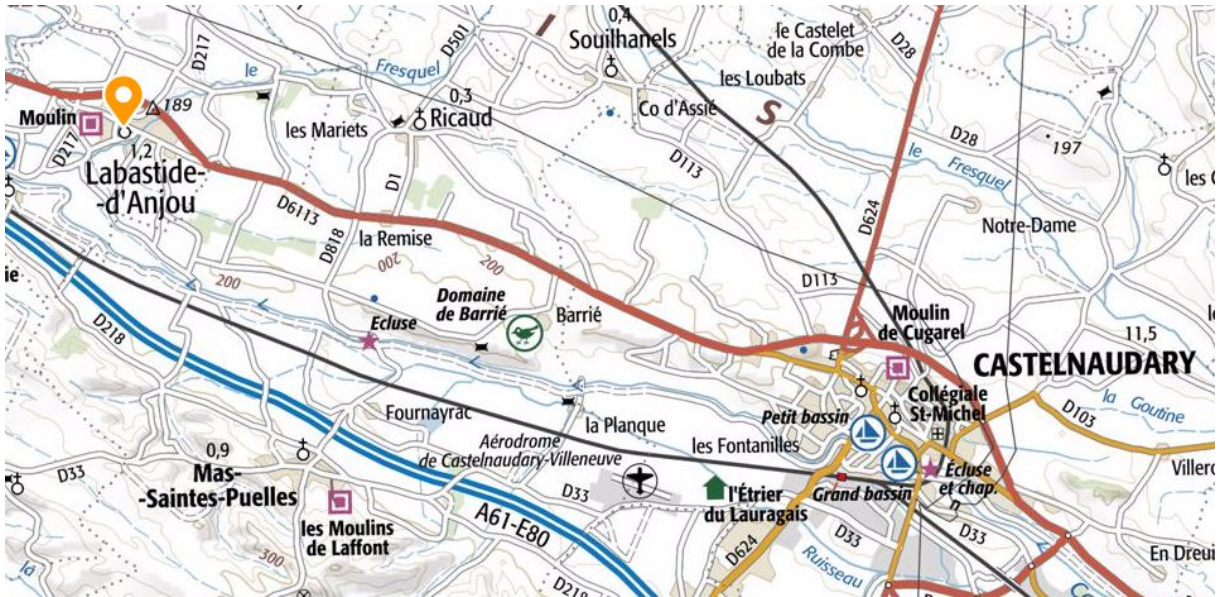 D217
D501
0,4
Souilhanels
le Castelet
de la Combe
D28
le
Fresquel
les Loubats
Moulin
189
les Mariets
0,3
Ricaud
Co d'Assié
S
D28
D217
1,2
Labastide-
-d'Anjou
D1
D113
le
Fresquel
197
D624
D6113
D818
la Remise
Notre-Dame
200
200
200
D113
Domaine
de Barrié
Barrié
Moulin
de Cugarel
11,5
D218
Ecluse
CASTELNAUDARY
Collégiale
St-Michel
la Goutine
Fournayrac
la Planque
Petit bassin
D103
Aérodrome
de Castelnaudary-Villeneuve
les Fontanilles
0,9
D33
Mas-
-Saintes-Puelles
D33
Grand bassin
Ecluse
et chap.
l'Étrier
du Lauragais
les Moulins
de Laffont
A61-E80
D33
D33
D624
Ruisseau
En Dreui
300
D218